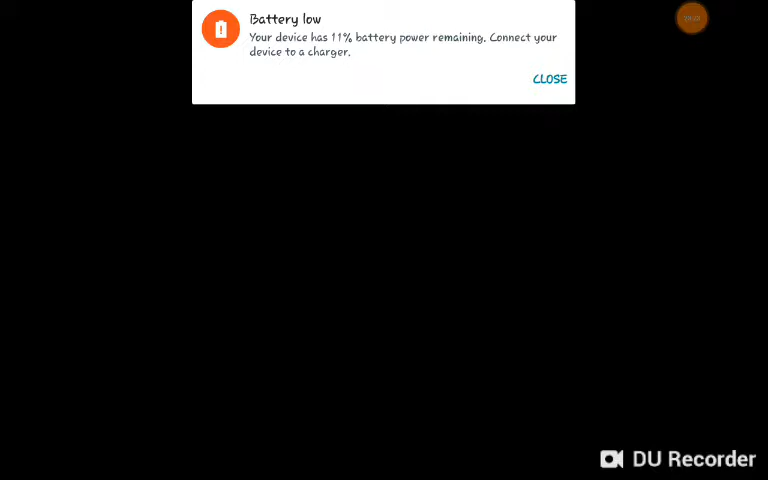 Battery low
Your device has 11% battery power remaining. Connect your
device to a charger.
CLOSE
DU Recorder